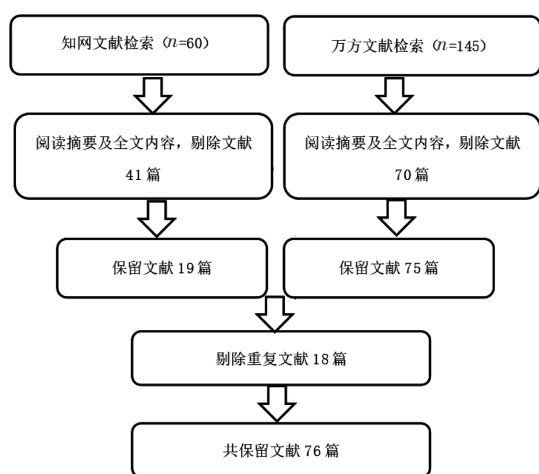 知网文献检索（n=60）
万方文献检索（n=145）
阅读摘要及全文内容，剔除文献
41 篇
阅读摘要及全文内容，剔除文献
70 篇
保留文献 19 篇
保留文献 75 篇
剔除重复文献 18 篇
共保留文献 76 篇